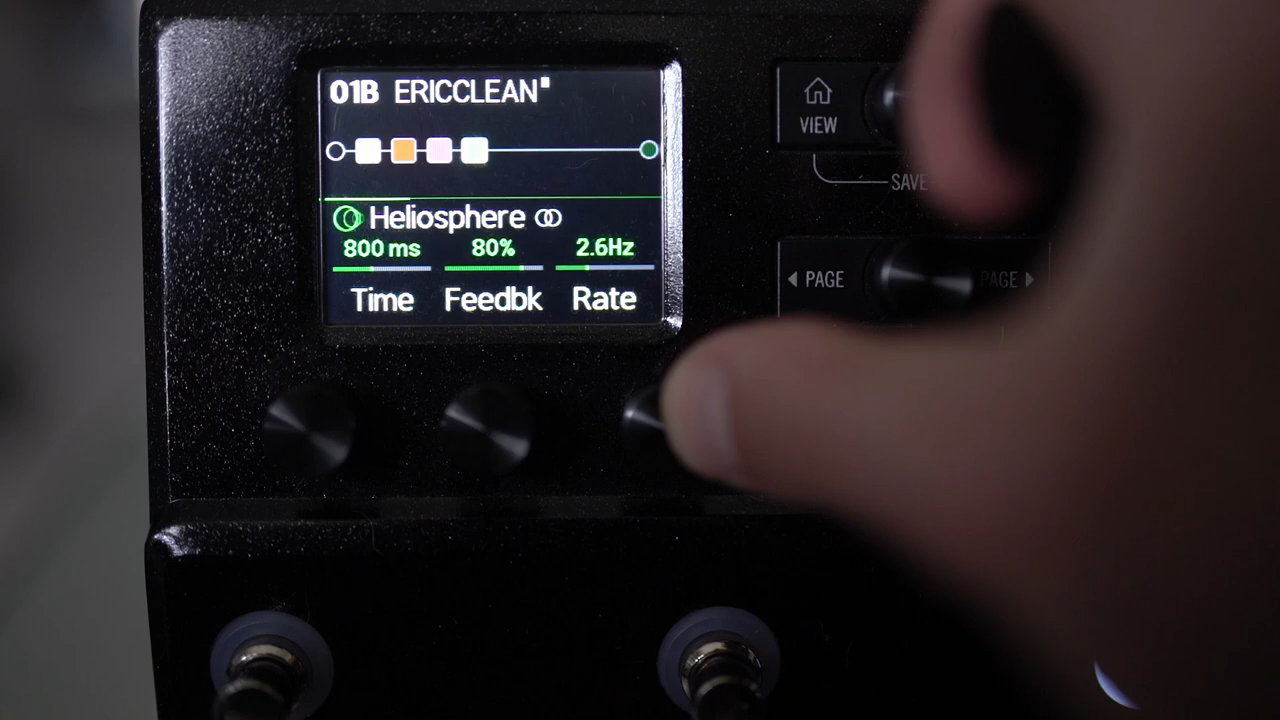 01B ERICCLEAN
Heliosphere
800 ms 80% 2.6Hz
Time Feedbk Rate
VIEW
SAVE
PAGE PAGE